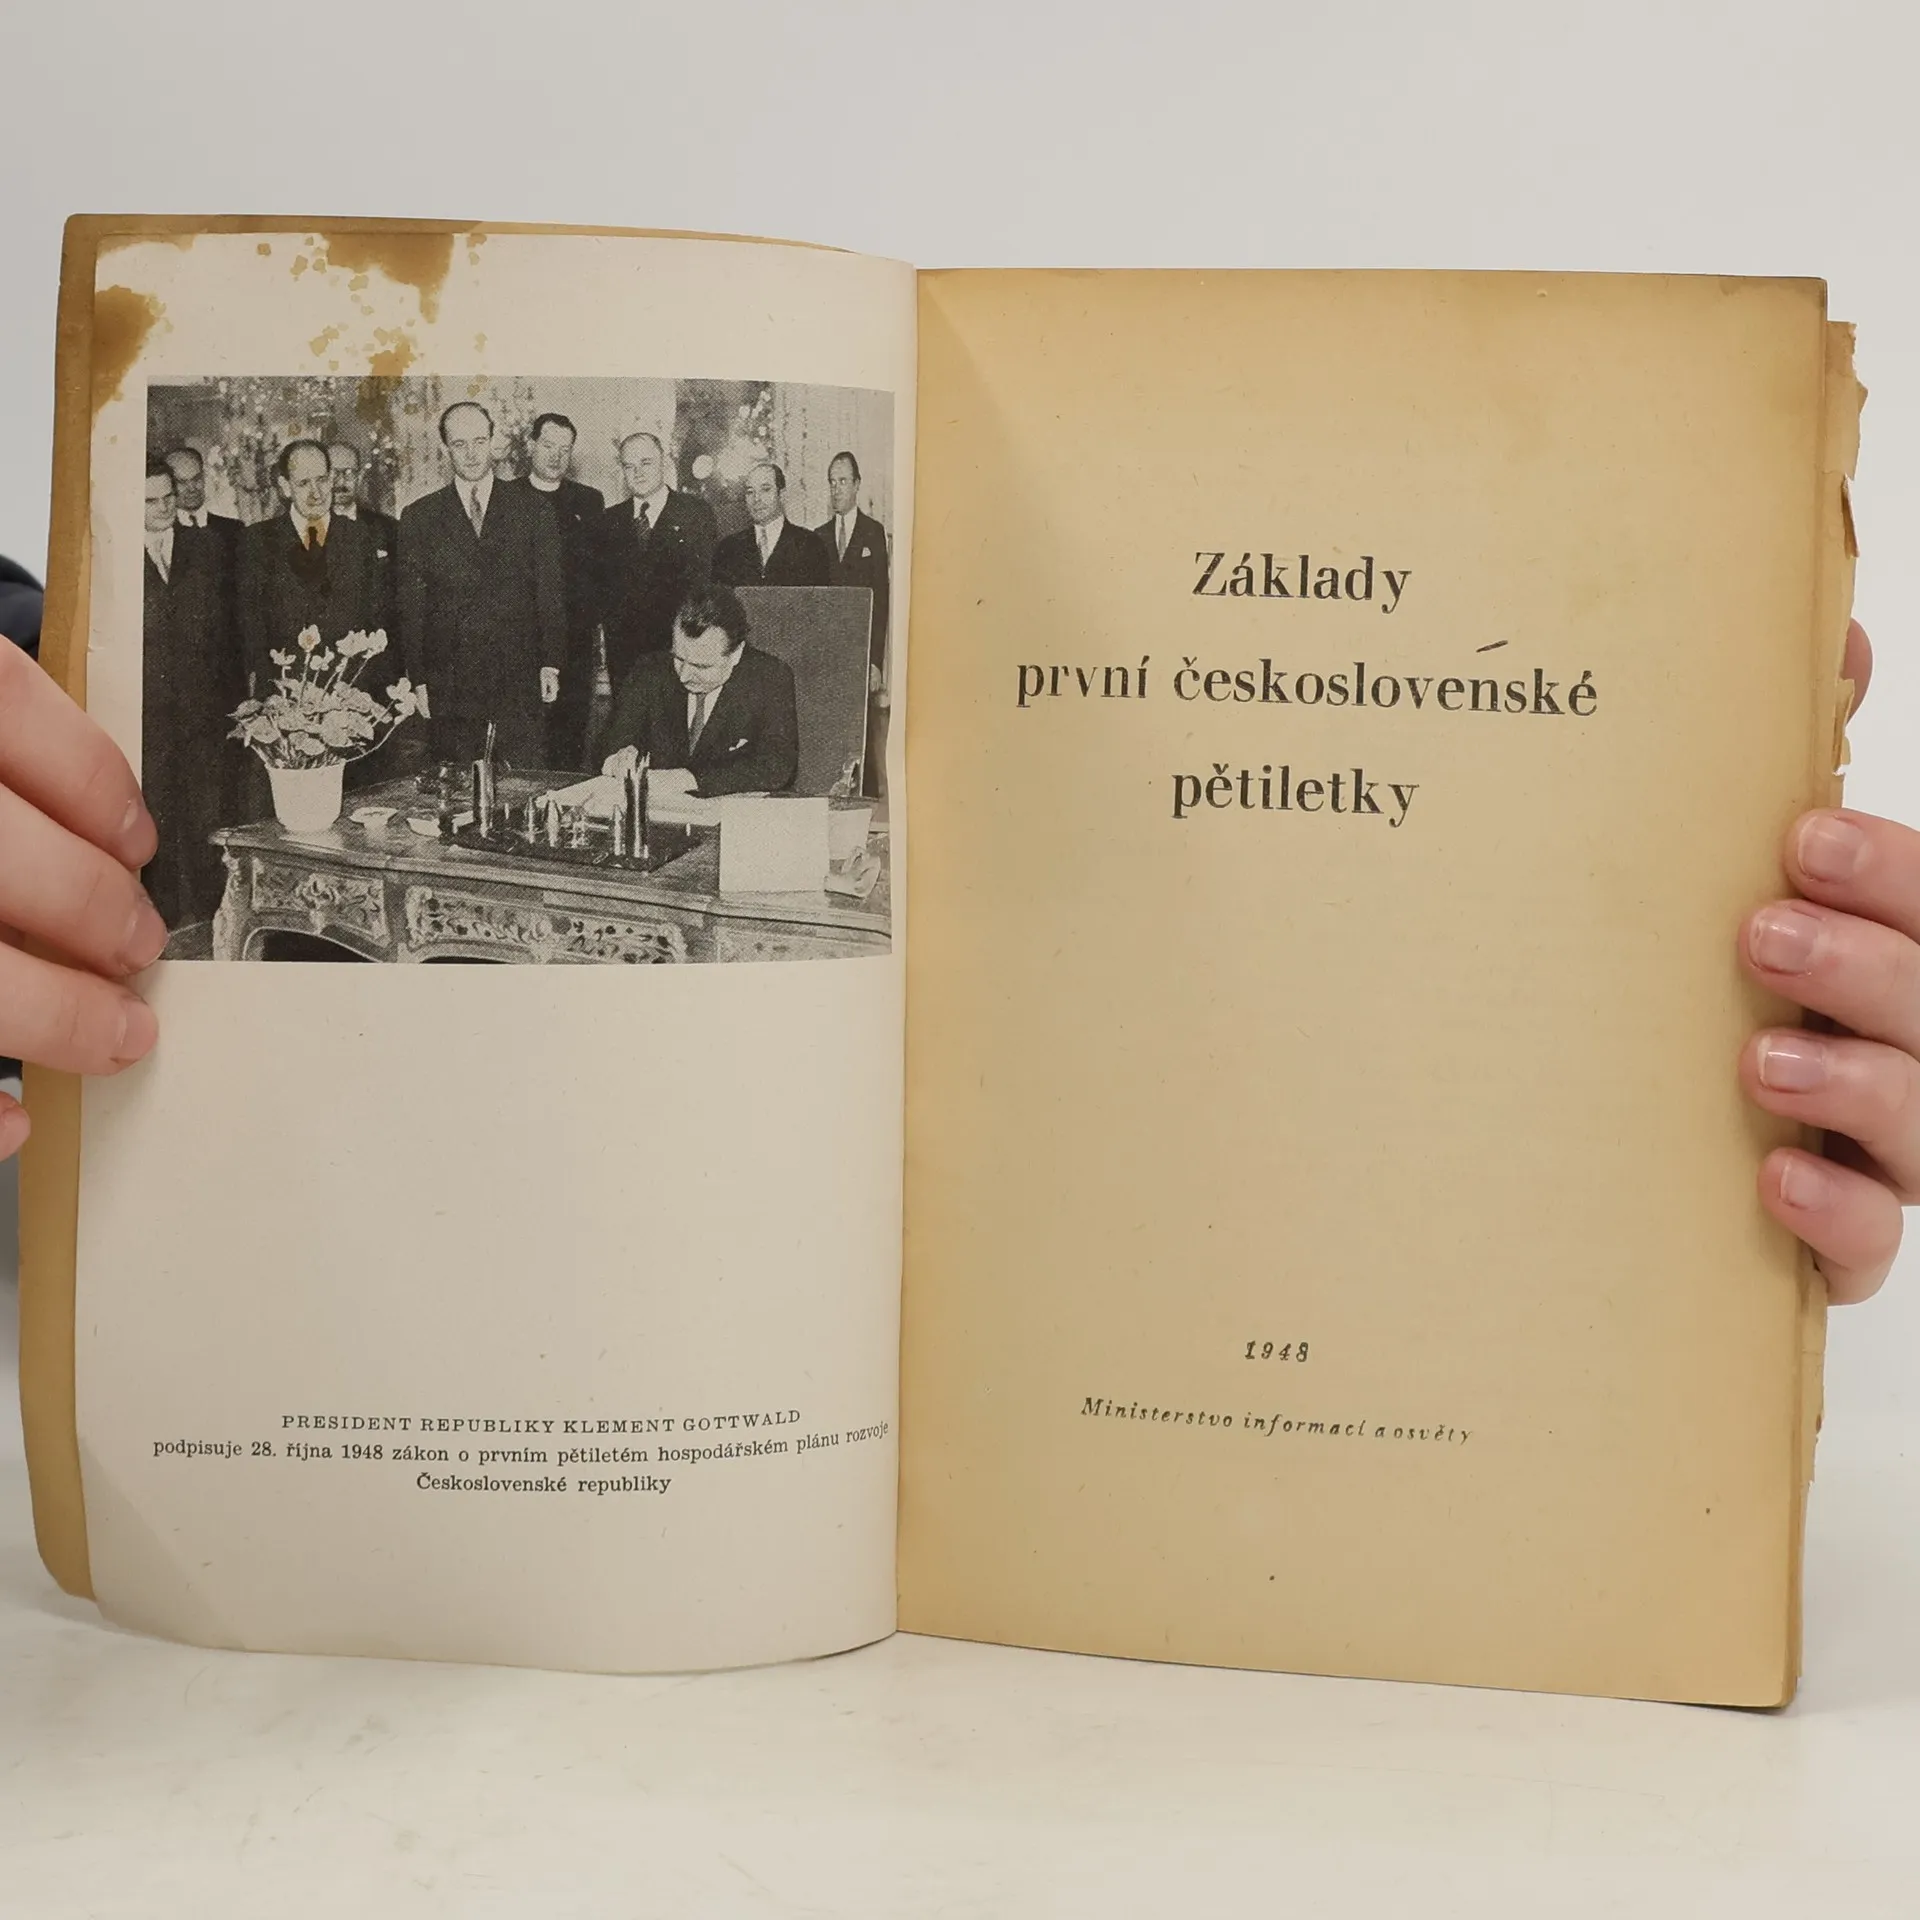 PRESIDENT REPUBLIKY KLEMENT GOTTWALD
podpisuje 28. října 1948 zákon o prvním pětiletém hospodářském plánu rozvoje
Československé republiky
Základy
první československé
pětiletky
1948
Ministerstvo informací a osvěty